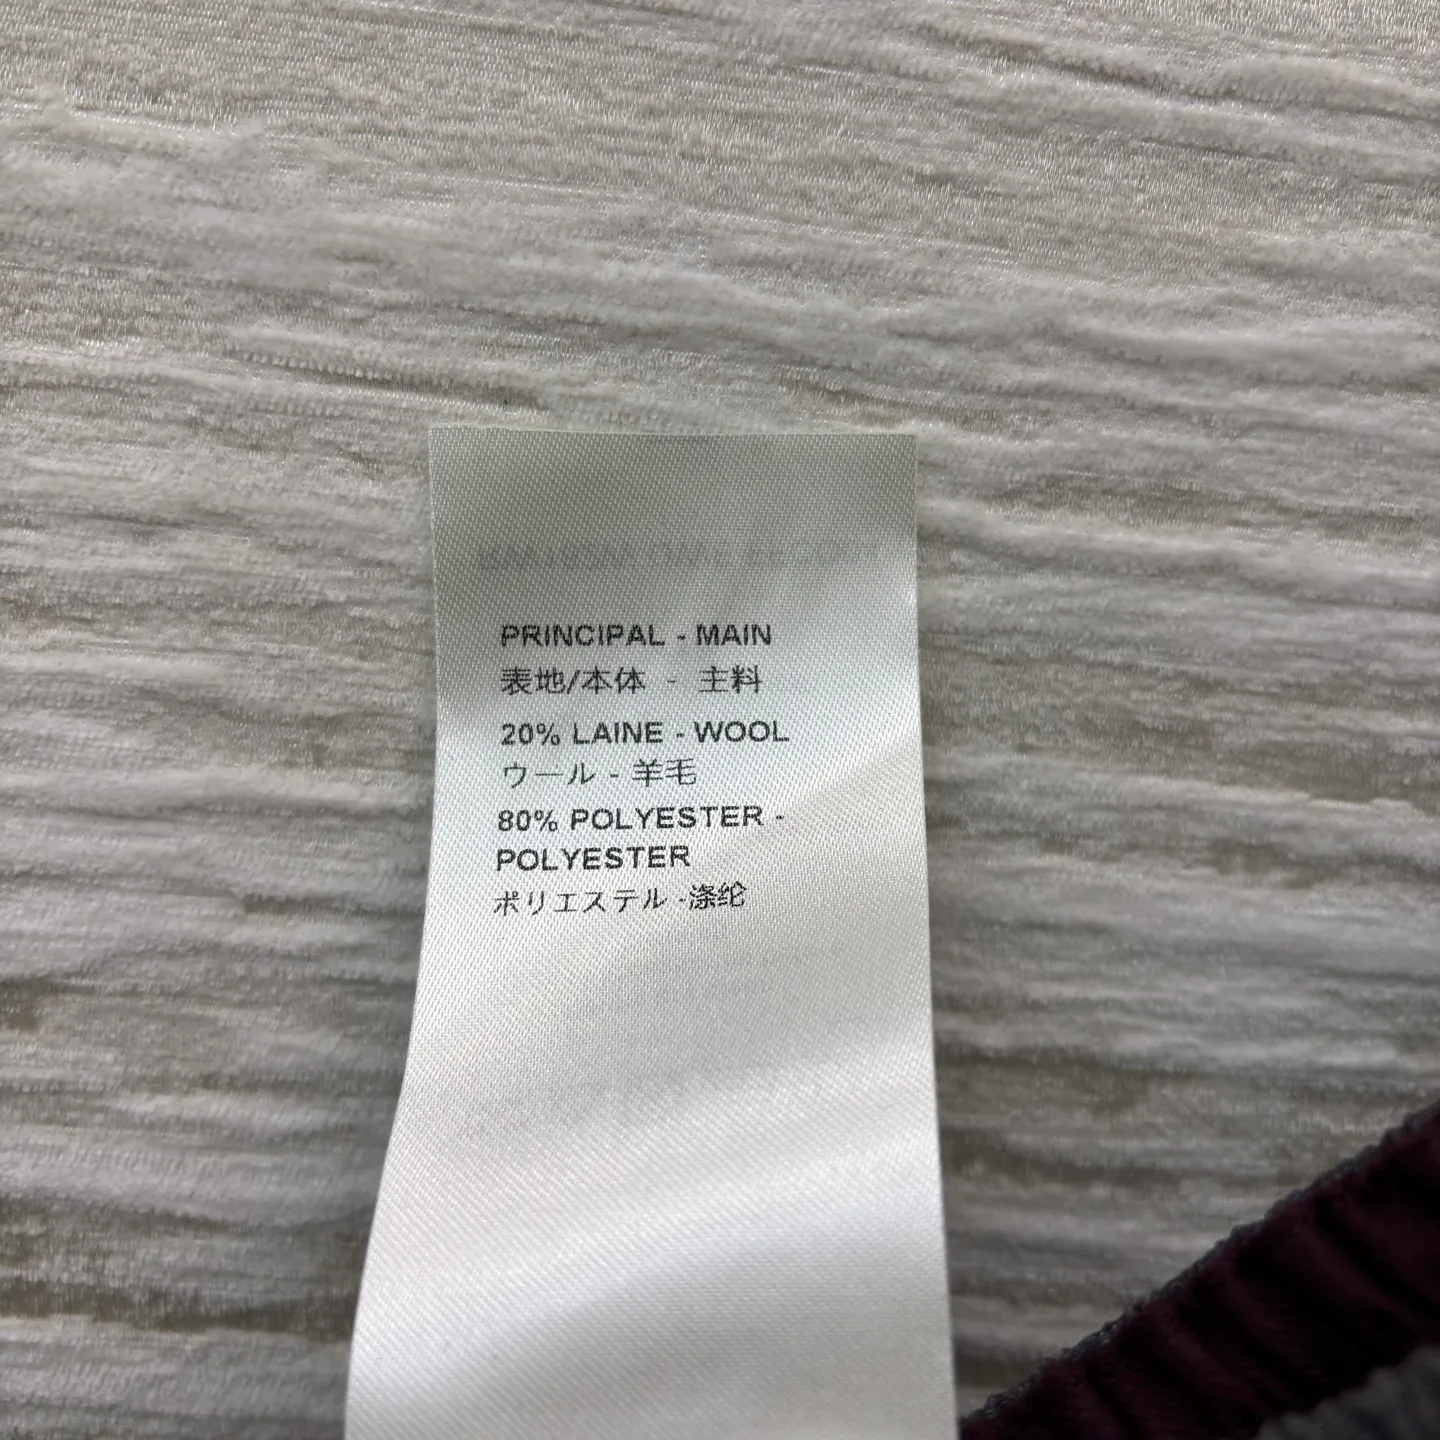 PRINCIPAL - MAIN
表地/本体 - 主料
20% LAINE - WOOL
ウール - 羊毛
80% POLYESTER -
POLYESTER
ポリエステル -涤纶